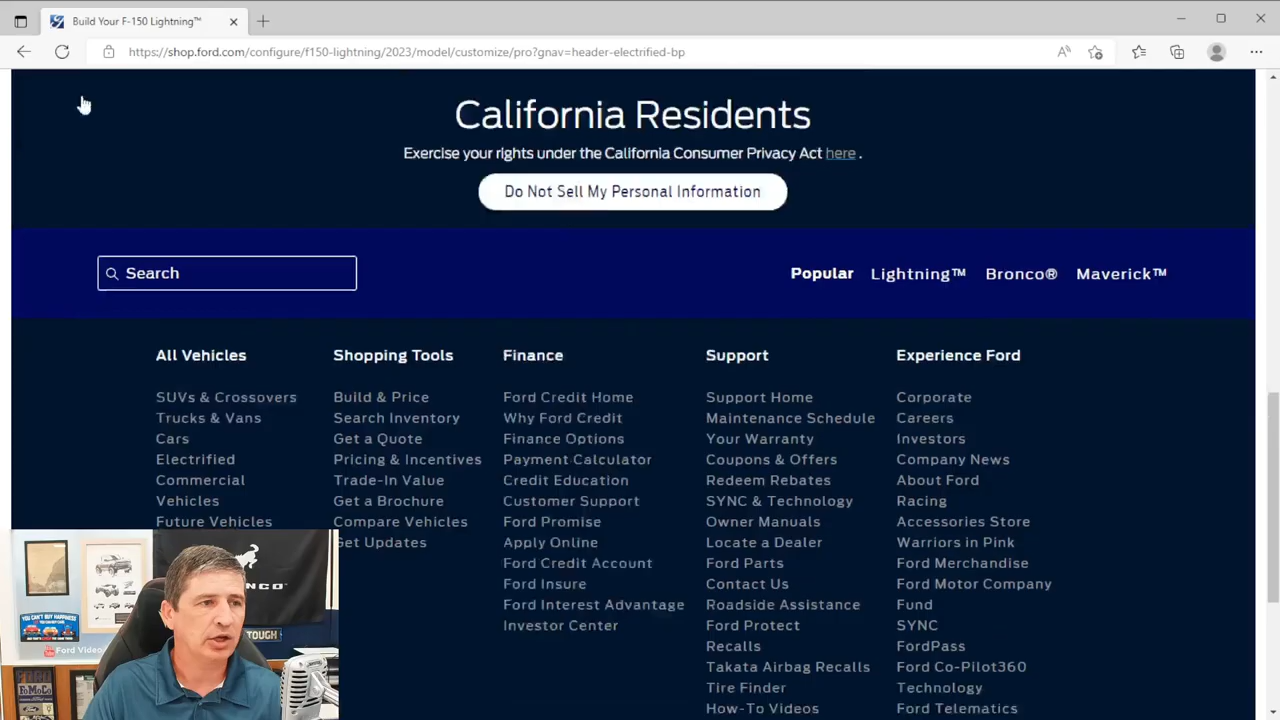 Build Your F-150 Lightning™
https://shop.ford.com/configure/f150-lightning/2023/model/customize/pro?gnav=header-electrified-bp
California Residents
Exercise your rights under the California Consumer Privacy Act here .
Do Not Sell My Personal Information
Search
Popular Lightning™ Bronco® Maverick™
All Vehicles
SUVs & Crossovers
Trucks & Vans
Cars
Electrified
Commercial
Vehicles
Future Vehicles
Shopping Tools
Build & Price
Search Inventory
Get a Quote
Pricing & Incentives
Trade-In Value
Get a Brochure
Compare Vehicles
Get Updates
Finance
Ford Credit Home
Why Ford Credit
Finance Options
Payment Calculator
Credit Education
Customer Support
Ford Promise
Apply Online
Ford Credit Account
Ford Insure
Ford Interest Advantage
Investor Center
Support
Support Home
Maintenance Schedule
Your Warranty
Coupons & Offers
Redeem Rebates
SYNC & Technology
Owner Manuals
Locate a Dealer
Ford Parts
Contact Us
Roadside Assistance
Ford Protect
Recalls
Takata Airbag Recalls
Tire Finder
How-To Videos
Experience Ford
Corporate
Careers
Investors
Company News
About Ford
Racing
Accessories Store
Warriors in Pink
Ford Merchandise
Ford Motor Company
Fund
SYNC
FordPass
Ford Co-Pilot360
Technology
Ford Telematics
YOU CAN'T BUY HAPPINESS
Ford Video
TOUGH
FoMoCo